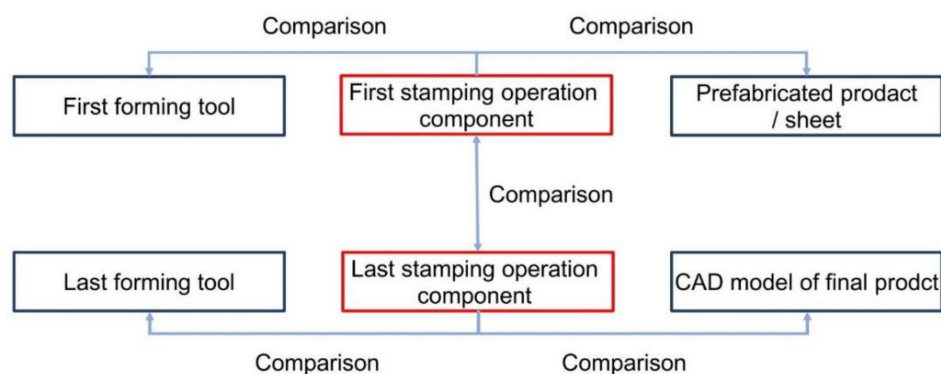 Comparison
Comparison
First forming tool
First stamping operation
component
Prefabricated prodact
/ sheet
Comparison
Last forming tool
Last stamping operation
component
CAD model of final prodct
Comparison
Comparison